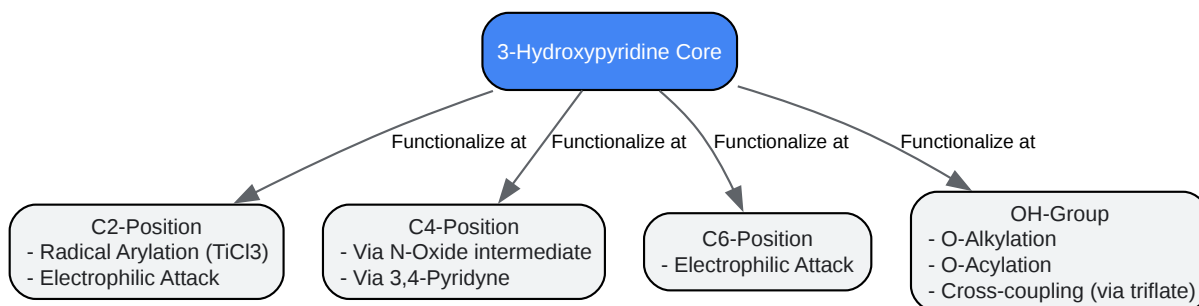 3-Hydroxypyridine Core
Functionalize at
Functionalize at
Functionalize at
Functionalize at
C2-Position
- Radical Arylation (TiCl3)
- Electrophilic Attack
C4-Position
- Via N-Oxide intermediate
- Via 3,4-Pyridyne
C6-Position
- Electrophilic Attack
OH-Group
- O-Alkylation
- O-Acylation
- Cross-coupling (via triflate)